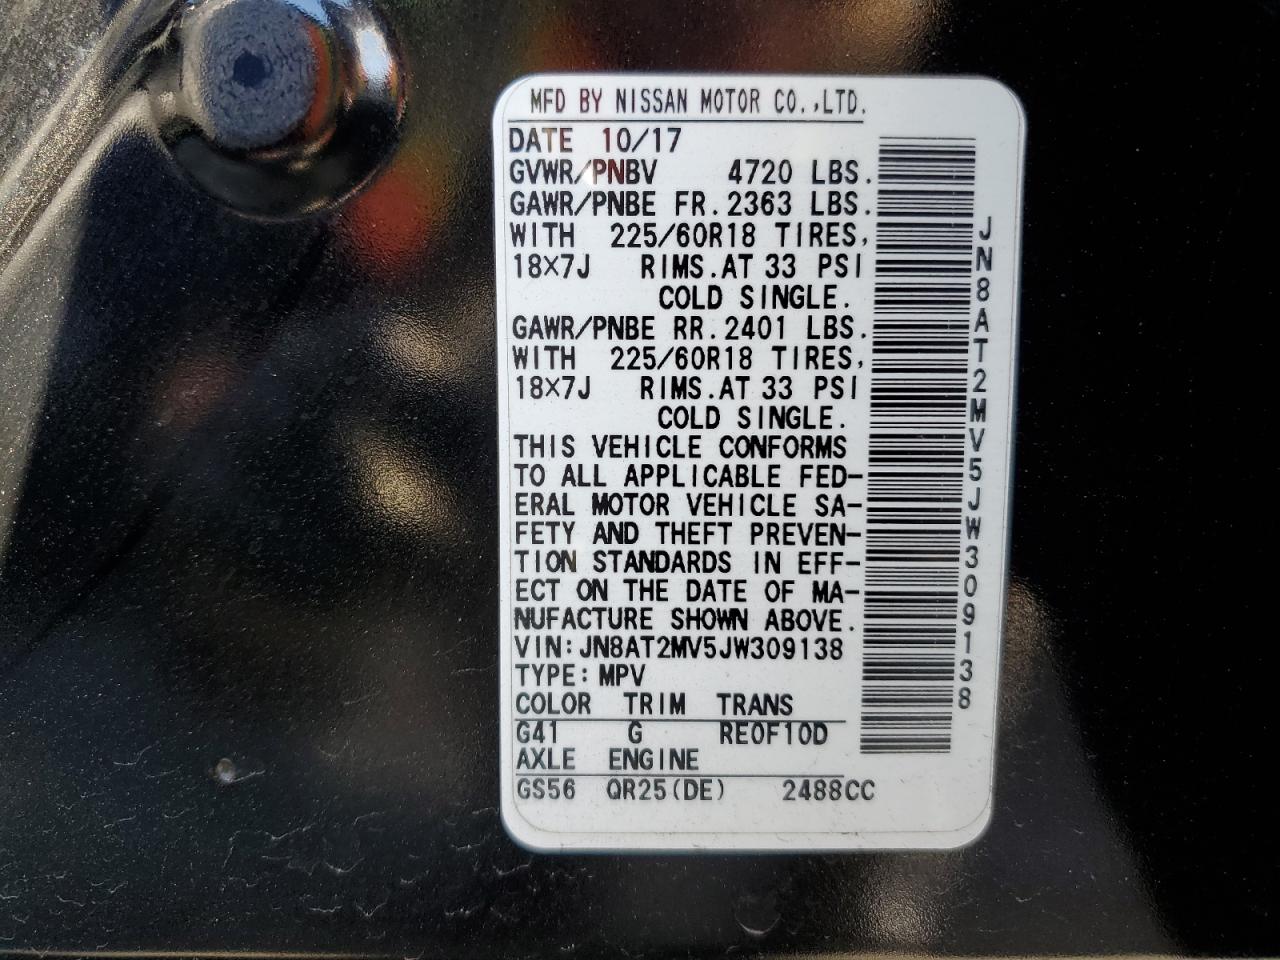 MFD BY NISSAN MOTOR CO.,LTD.
DATE 10/17
GVWR/PNBV 4720 LBS.
GAWR/PNBE FR.2363 LBS.
WITH 225/60R18 TIRES,
18×7J RIMS.AT 33 PSI
COLD SINGLE.
GAWR/PNBE RR.2401 LBS.
WITH 225/60R18 TIRES,
18×7J RIMS.AT 33 PSI
COLD SINGLE.
THIS VEHICLE CONFORMS
TO ALL APPLICABLE FED-
ERAL MOTOR VEHICLE SA-
FETY AND THEFT PREVEN-
TION STANDARDS IN EFF-
ECT ON THE DATE OF MA-
NUFACTURE SHOWN ABOVE.
VIN:JN8AT2MV5JW309138
TYPE:MPV
COLOR TRIM TRANS
G41 G RE0F10D
AXLE ENGINE
GS56 QR25(DE) 2488CC
JN8AT2MV5JW309138